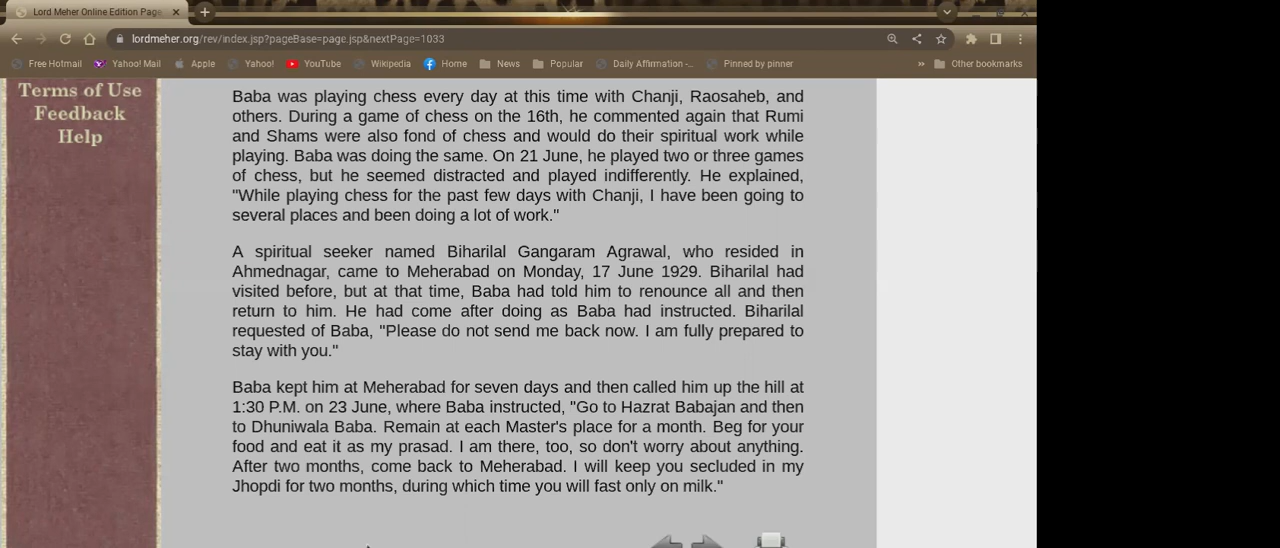 Lord Meher Online Edition Page
lordmeher.org/rev/index.jsp?pageBase=page.jsp&nextPage=1033
Free Hotmail Yahoo! Mail Apple Yahoo! YouTube Wikipedia Home News Popular Daily Affirmation -... Pinned by pinner » Other bookmarks
Terms of Use
Feedback
Help
Baba was playing chess every day at this time with Chanji, Raosaheb, and
others. During a game of chess on the 16th, he commented again that Rumi
and Shams were also fond of chess and would do their spiritual work while
playing. Baba was doing the same. On 21 June, he played two or three games
of chess, but he seemed distracted and played indifferently. He explained,
"While playing chess for the past few days with Chanji, I have been going to
several places and been doing a lot of work."
A spiritual seeker named Biharilal Gangaram Agrawal, who resided in
Ahmednagar, came to Meherabad on Monday, 17 June 1929. Biharilal had
visited before, but at that time, Baba had told him to renounce all and then
return to him. He had come after doing as Baba had instructed. Biharilal
requested of Baba, "Please do not send me back now. I am fully prepared to
stay with you."
Baba kept him at Meherabad for seven days and then called him up the hill at
1:30 P.M. on 23 June, where Baba instructed, "Go to Hazrat Babajan and then
to Dhuniwala Baba. Remain at each Master's place for a month. Beg for your
food and eat it as my prasad. I am there, too, so don't worry about anything.
After two months, come back to Meherabad. I will keep you secluded in my
Jhopdi for two months, during which time you will fast only on milk."